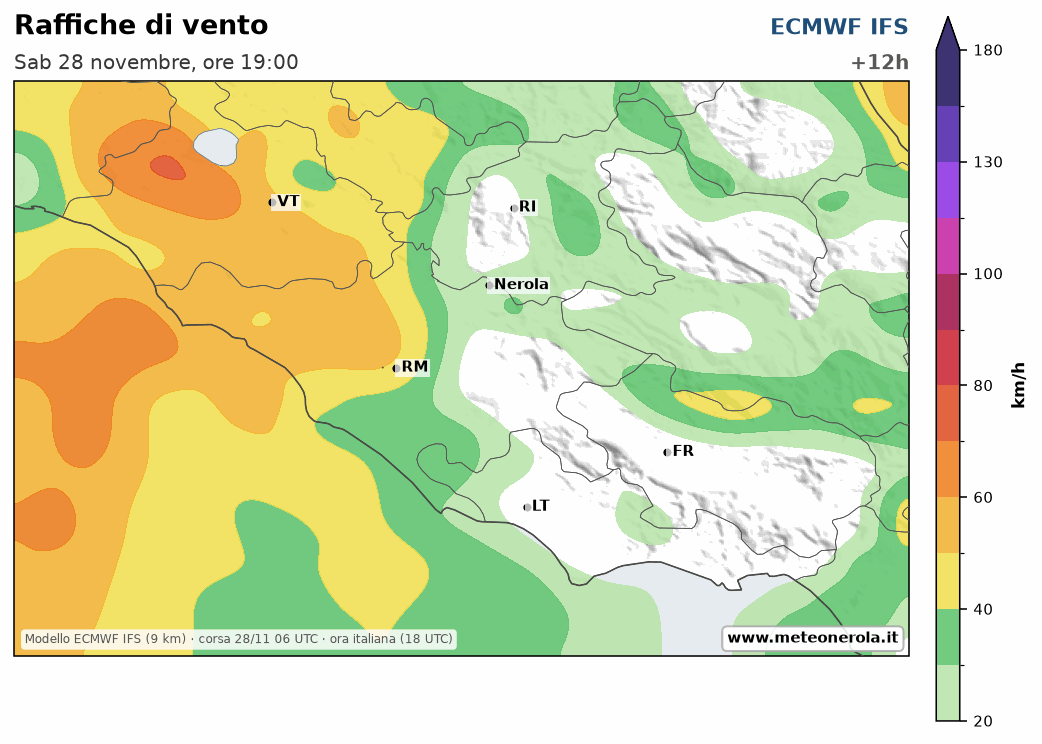 Raffiche di vento
ECMWF IFS
Sab 28 novembre, ore 19:00
+12h
VT
RI
Nerola
RM
FR
LT
Modello ECMWF IFS (9 km) · corsa 28/11 06 UTC · ora italiana (18 UTC)
www.meteonerola.it
180
130
100
80
60
40
20
km/h